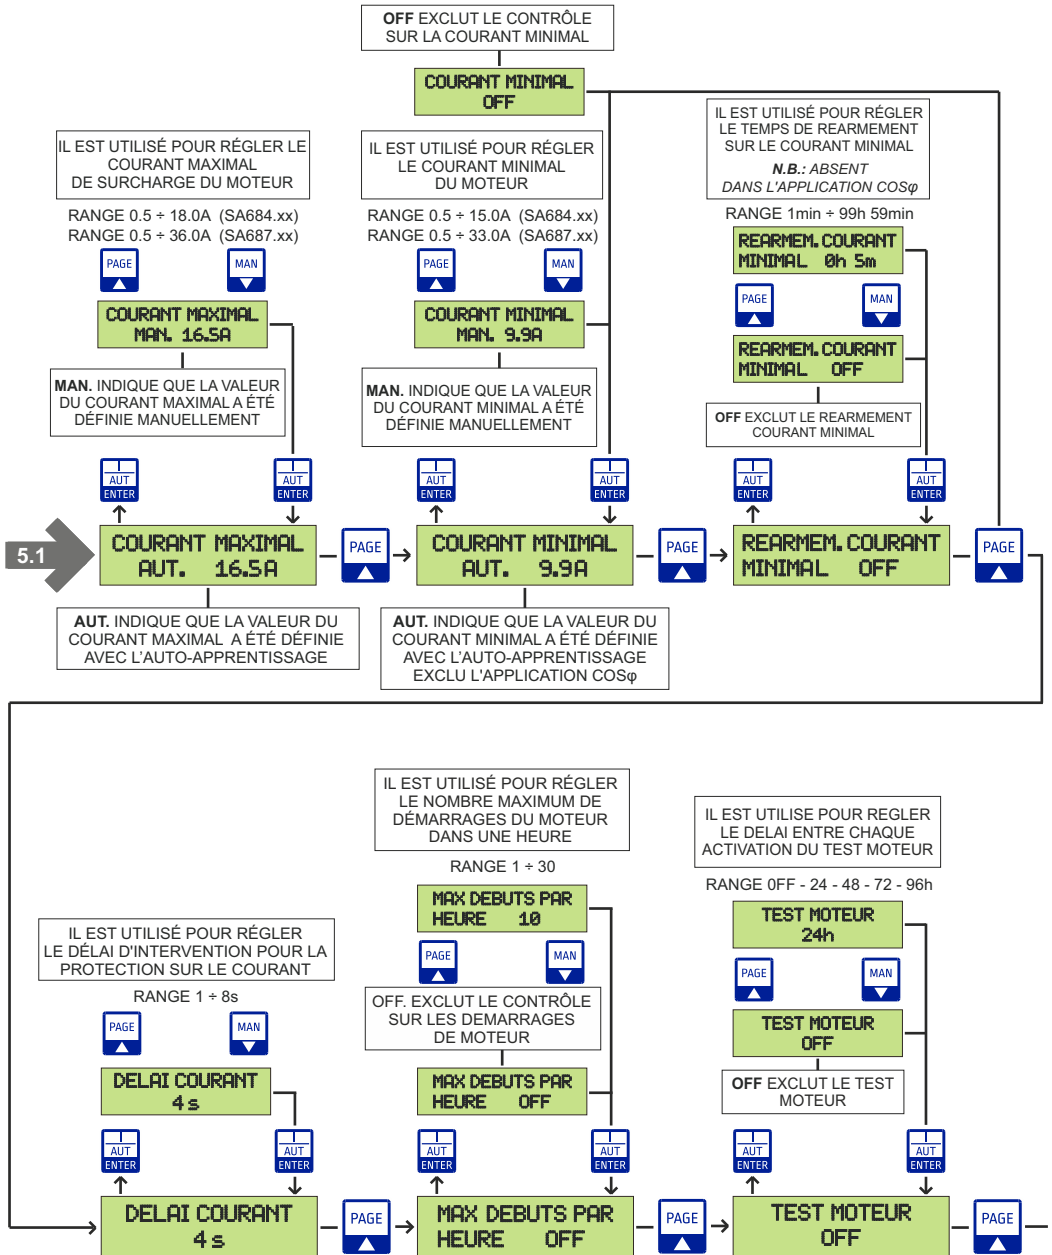 OFF EXCLUT LE CONTRÔLE
SUR LA COURANT MINIMAL
COURANT MINIMAL
OFF
IL EST UTILISÉ POUR RÉGLER LE
COURANT MAXIMAL
DE SURCHARGE DU MOTEUR
RANGE 0.5 ÷ 18.0A (SA684.xx)
RANGE 0.5 ÷ 36.0A (SA687.xx)
PAGE
MAN
COURANT MAXIMAL
MAN. 16.5A
MAN. INDIQUE QUE LA VALEUR
DU COURANT MAXIMAL A ÉTÉ
DÉFINIE MANUELLEMENT
AUT
ENTER
AUT
ENTER
IL EST UTILISÉ POUR RÉGLER
LE COURANT MINIMAL
DU MOTEUR
RANGE 0.5 ÷ 15.0A (SA684.xx)
RANGE 0.5 ÷ 33.0A (SA687.xx)
PAGE
MAN
COURANT MINIMAL
MAN. 9.9A
MAN. INDIQUE QUE LA VALEUR
DU COURANT MINIMAL A ÉTÉ
DÉFINIE MANUELLEMENT
AUT
ENTER
AUT
ENTER
IL EST UTILISÉ POUR RÉGLER
LE TEMPS DE REARMEMENT
SUR LE COURANT MINIMAL
N.B.: ABSENT
DANS L'APPLICATION COSφ
RANGE 1min ÷ 99h 59min
REARMEM. COURANT
MINIMAL 0h 5m
PAGE
MAN
REARMEM. COURANT
MINIMAL OFF
OFF EXCLUT LE REARMEMENT
COURANT MINIMAL
AUT
ENTER
AUT
ENTER
5.1
COURANT MAXIMAL
AUT. 16.5A
PAGE
COURANT MINIMAL
AUT. 9.9A
PAGE
REARMEM. COURANT
MINIMAL OFF
PAGE
AUT. INDIQUE QUE LA VALEUR DU
COURANT MAXIMAL A ÉTÉ DÉFINIE
AVEC L'AUTO-APPRENTISSAGE
AUT. INDIQUE QUE LA VALEUR DU
COURANT MINIMAL A ÉTÉ DÉFINIE
AVEC L'AUTO-APPRENTISSAGE
EXCLU L'APPLICATION COSφ
IL EST UTILISÉ POUR RÉGLER
LE DÉLAI D'INTERVENTION POUR LA
PROTECTION SUR LE COURANT
RANGE 1 ÷ 8s
PAGE
MAN
DELAI COURANT
4 s
AUT
ENTER
AUT
ENTER
IL EST UTILISÉ POUR RÉGLER
LE NOMBRE MAXIMUM DE
DÉMARRAGES DU MOTEUR
DANS UNE HEURE
RANGE 1 ÷ 30
MAX DEBUTS PAR
HEURE 10
PAGE
MAN
OFF. EXCLUT LE CONTRÔLE
SUR LES DEMARRAGES
DE MOTEUR
MAX DEBUTS PAR
HEURE OFF
AUT
ENTER
AUT
ENTER
IL EST UTILISE POUR REGLER
LE DELAI ENTRE CHAQUE
ACTIVATION DU TEST MOTEUR
RANGE 0FF - 24 - 48 - 72 - 96h
TEST MOTEUR
24h
PAGE
MAN
TEST MOTEUR
OFF
OFF EXCLUT LE TEST
MOTEUR
AUT
ENTER
AUT
ENTER
DELAI COURANT
4 s
PAGE
MAX DEBUTS PAR
HEURE OFF
PAGE
TEST MOTEUR
OFF
PAGE